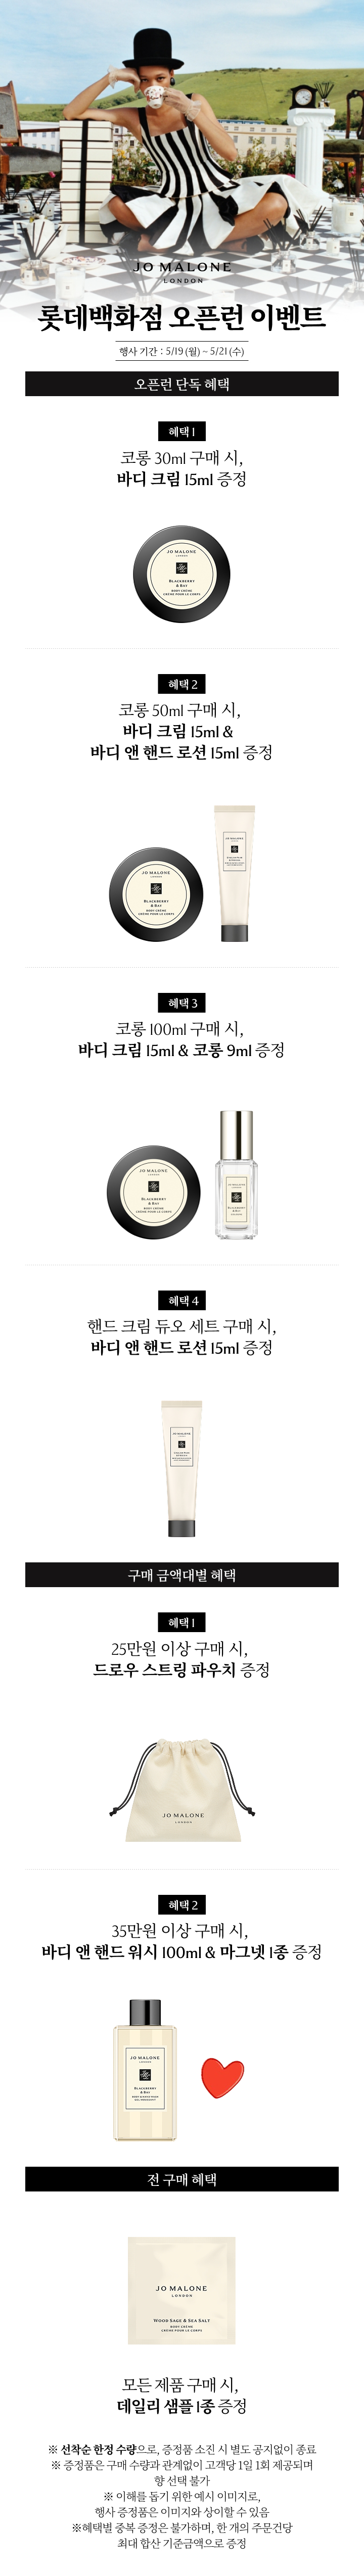 JO MALONE
LONDON
롯데백화점 오픈런 이벤트
행사 기간 : 5/19 (월) ~ 5/21 (수)
오픈런 단독 혜택
혜택 1
코롱 30ml 구매 시,
바디 크림 15ml 증정
JO MALONE
LONDON
BLACKBERRY
& BAY
BODY CRÈME
CRÈME POUR LE CORPS
혜택 2
코롱 50ml 구매 시,
바디 크림 15ml &
바디 앤 핸드 로션 15ml 증정
JO MALONE
LONDON
BLACKBERRY
& BAY
BODY CRÈME
CRÈME POUR LE CORPS
JO MALONE
LONDON
혜택 3
코롱 100ml 구매 시,
바디 크림 15ml & 코롱 9ml 증정
JO MALONE
LONDON
BLACKBERRY
& BAY
BODY CRÈME
CRÈME POUR LE CORPS
JO MALONE
LONDON
BLACKBERRY
& BAY
COLOGNE
혜택 4
핸드 크림 듀오 세트 구매 시,
바디 앤 핸드 로션 15ml 증정
JO MALONE
LONDON
구매 금액대별 혜택
혜택 1
25만원 이상 구매 시,
드로우 스트링 파우치 증정
JO MALONE
LONDON
혜택 2
35만원 이상 구매 시,
바디 앤 핸드 워시 100ml & 마그넷 1종 증정
JO MALONE
LONDON
BLACKBERRY
& BAY
BODY & HAND WASH
전 구매 혜택
JO MALONE
LONDON
WOOD SAGE & SEA SALT
BODY CRÈME
CRÈME POUR LE CORPS
모든 제품 구매 시,
데일리 샘플 1종 증정
※ 선착순 한정 수량으로, 증정품 소진 시 별도 공지없이 종료
※ 증정품은 구매 수량과 관계없이 고객당 1일 1회 제공되며
향 선택 불가
※ 이해를 돕기 위한 예시 이미지로,
행사 증정품은 이미지와 상이할 수 있음
※혜택별 중복 증정은 불가하며, 한 개의 주문건당
최대 합산 기준금액으로 증정